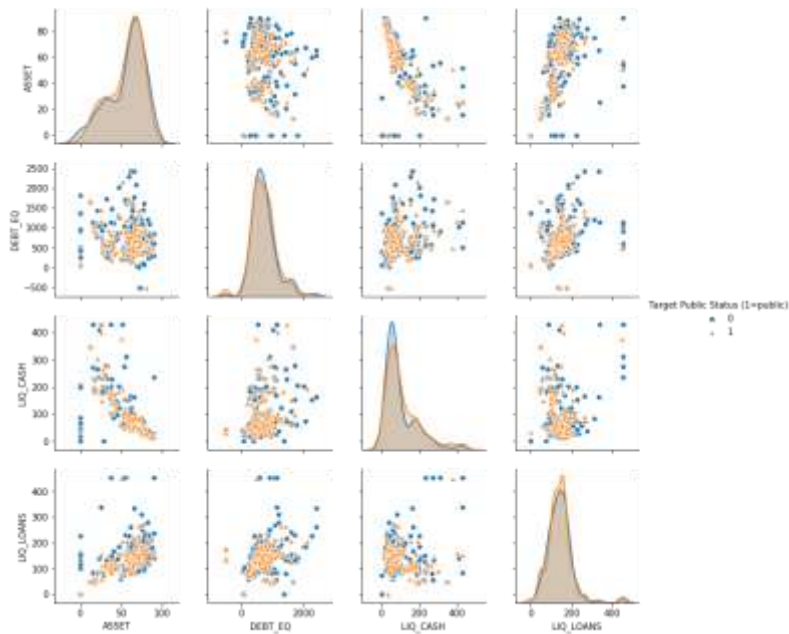 ASSET
80
60
40
20
0
DEBT_EQ
2500
2000
1500
1000
500
0
−500
LIQ_CASH
400
300
200
100
0
LIQ_LOANS
400
300
200
100
0
0 50 100
0 2000
0 200 400
0 200 400
ASSET DEBT_EQ LIQ_CASH LIQ_LOANS
Target Public Status (1=public)
0
1